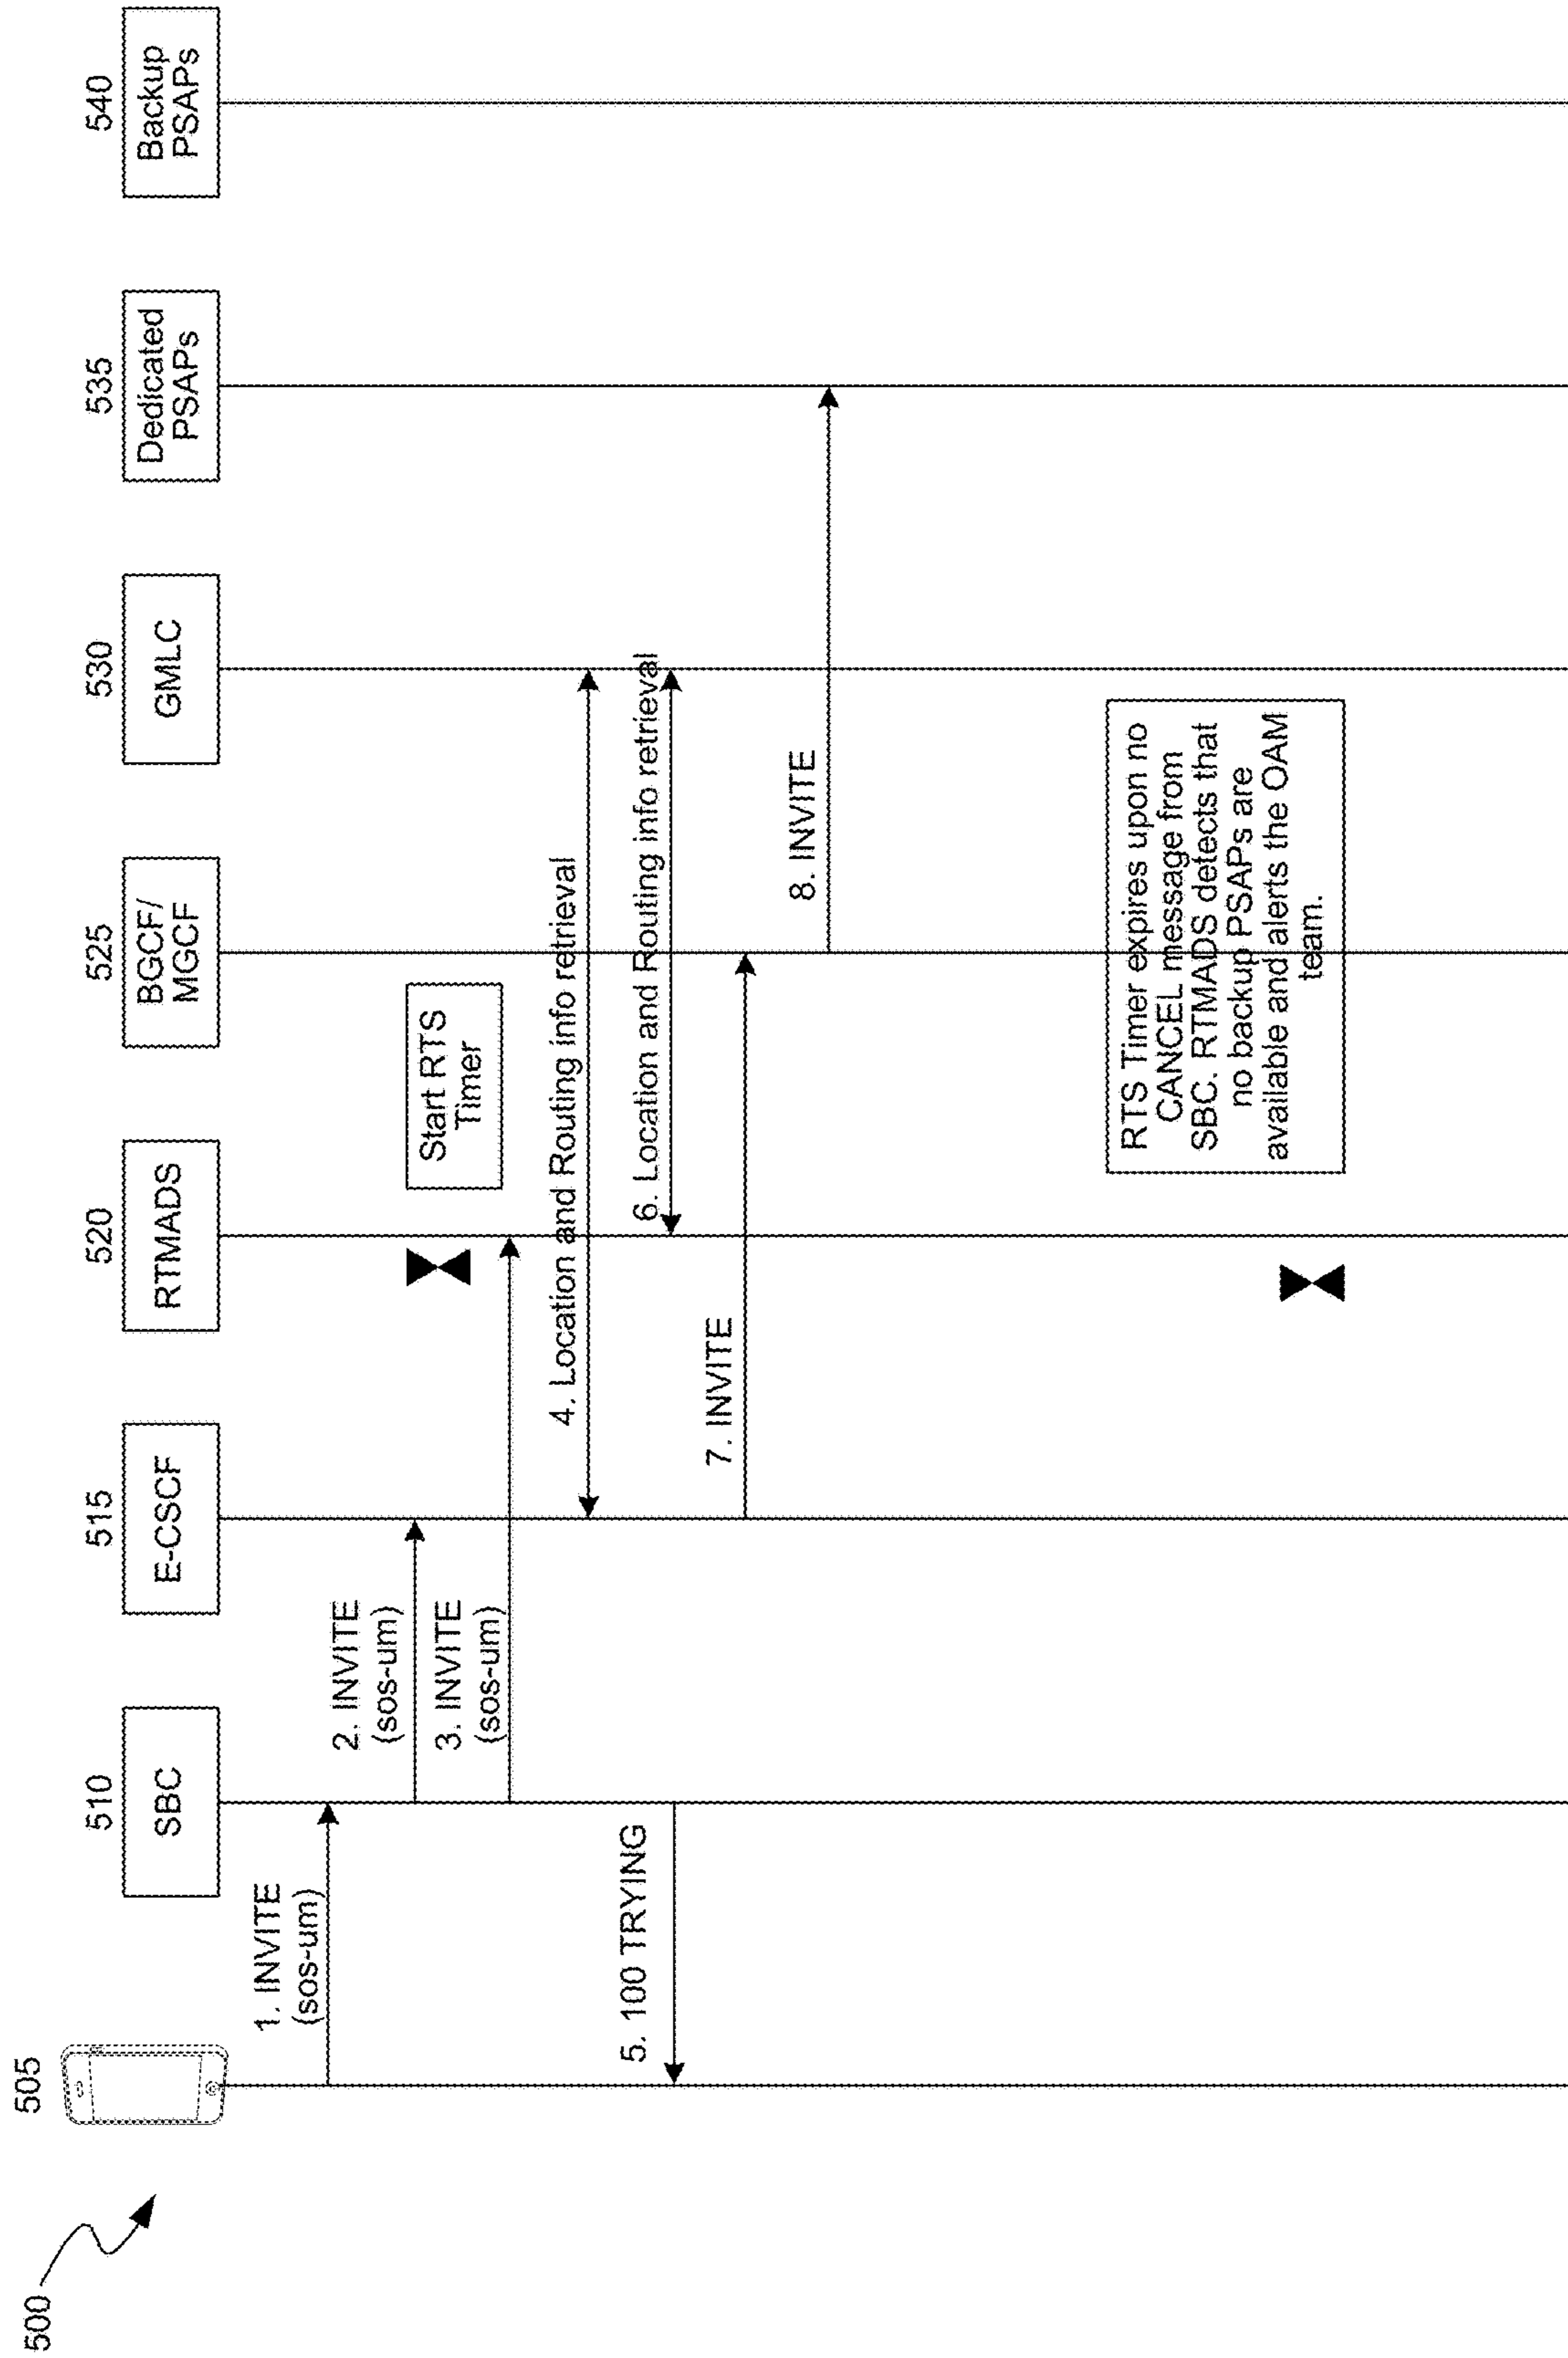 500
505
510
SBC
515
E-CSCF
520
RTMADS
525
BGCF/
MGCF
530
GMLC
535
Dedicated
PSAPs
540
Backup
PSAPs
1. INVITE
(sos-um)
2. INVITE
(sos-um)
3. INVITE
(sos-um)
Start RTS
Timer
4. Location and Routing info retrieval
5. 100 TRYING
6. Location and Routing info retrieval
7. INVITE
8. INVITE
RTS Timer expires upon no
CANCEL message from
SBC. RTMADS detects that
no backup PSAPs are
available and alerts the OAM
team.